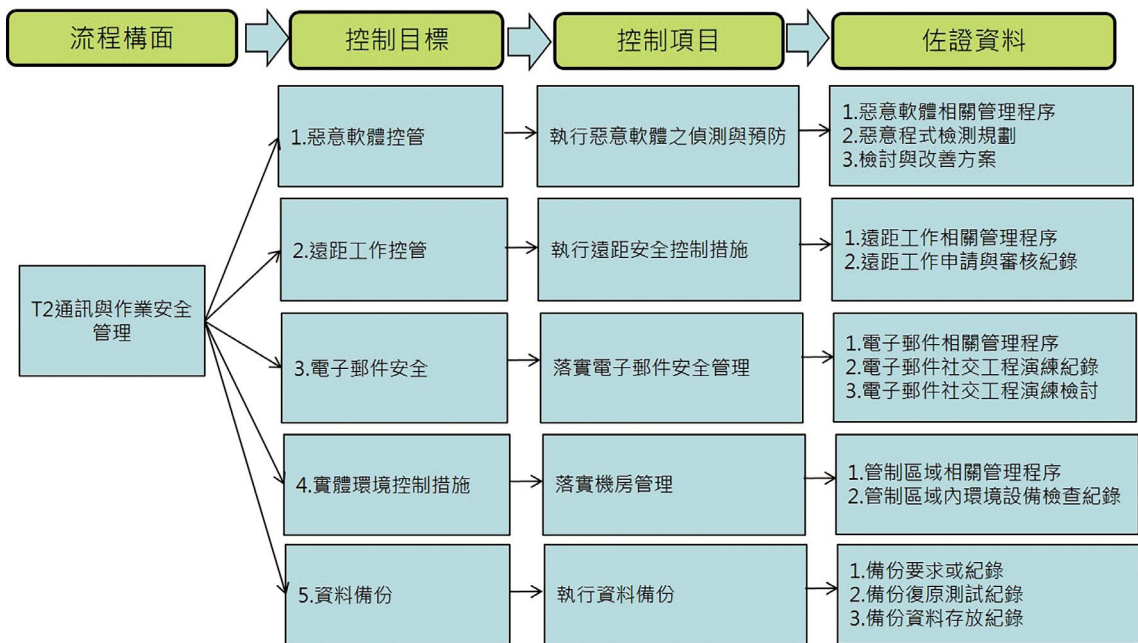 流程構面
控制目標
控制項目
佐證資料
T2通訊與作業安全
管理
1.惡意軟體控管
執行惡意軟體之偵測與預防
1.惡意軟體相關管理程序
2.惡意程式檢測規劃
3.檢討與改善方案
2.遠距工作控管
執行遠距安全控制措施
1.遠距工作相關管理程序
2.遠距工作申請與審核紀錄
3.電子郵件安全
落實電子郵件安全管理
1.電子郵件相關管理程序
2.電子郵件社交工程演練紀錄
3.電子郵件社交工程演練檢討
4.實體環境控制措施
落實機房管理
1.管制區域相關管理程序
2.管制區域內環境設備檢查紀錄
5.資料備份
執行資料備份
1.備份要求或紀錄
2.備份復原測試紀錄
3.備份資料存放紀錄